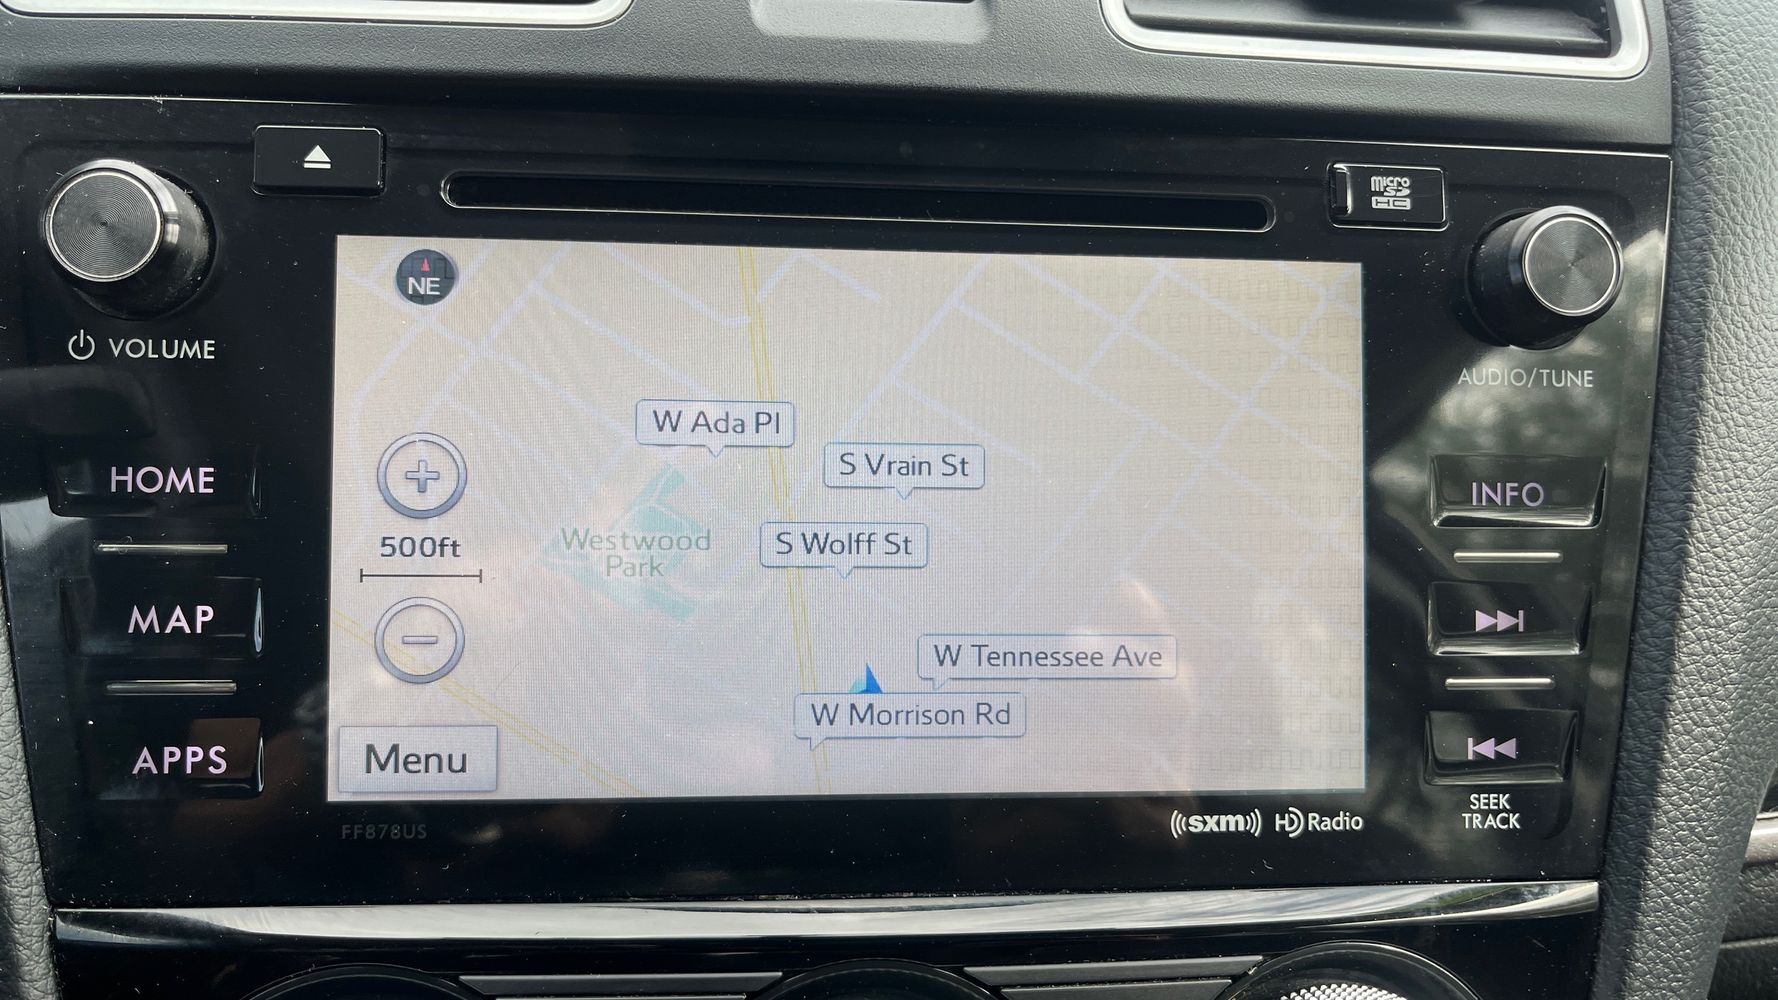 micro
SD
HC
NE
VOLUME
AUDIO/TUNE
W Ada Pl
S Vrain St
HOME
INFO
500ft
Westwood
Park
S Wolff St
MAP
W Tennessee Ave
W Morrison Rd
APPS
Menu
SEEK
TRACK
FF878US
((sxm)) HD Radio